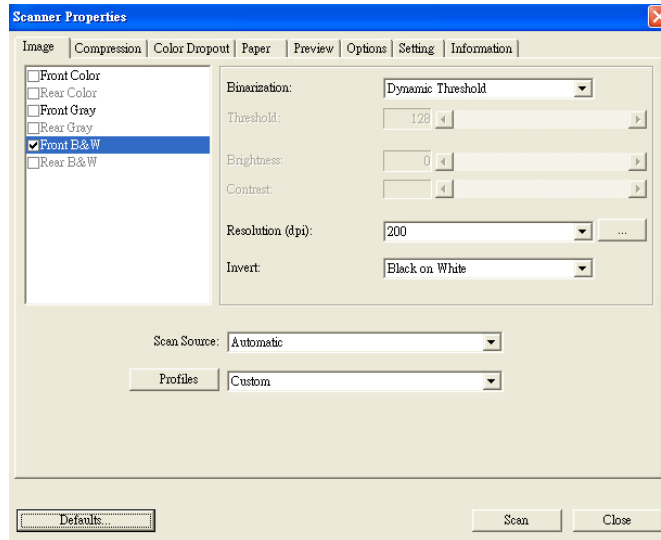 Scanner Properties
Image Compression Color Dropout Paper Preview Options Setting Information
Front Color
Rear Color
Front Gray
Rear Gray
Front B&W
Rear B&W
Binarization: Dynamic Threshold
Threshold: 128
Brightness: 0
Contrast:
Resolution (dpi): 200 ...
Invert: Black on White
Scan Source: Automatic
Profiles Custom
Defaults... Scan Close